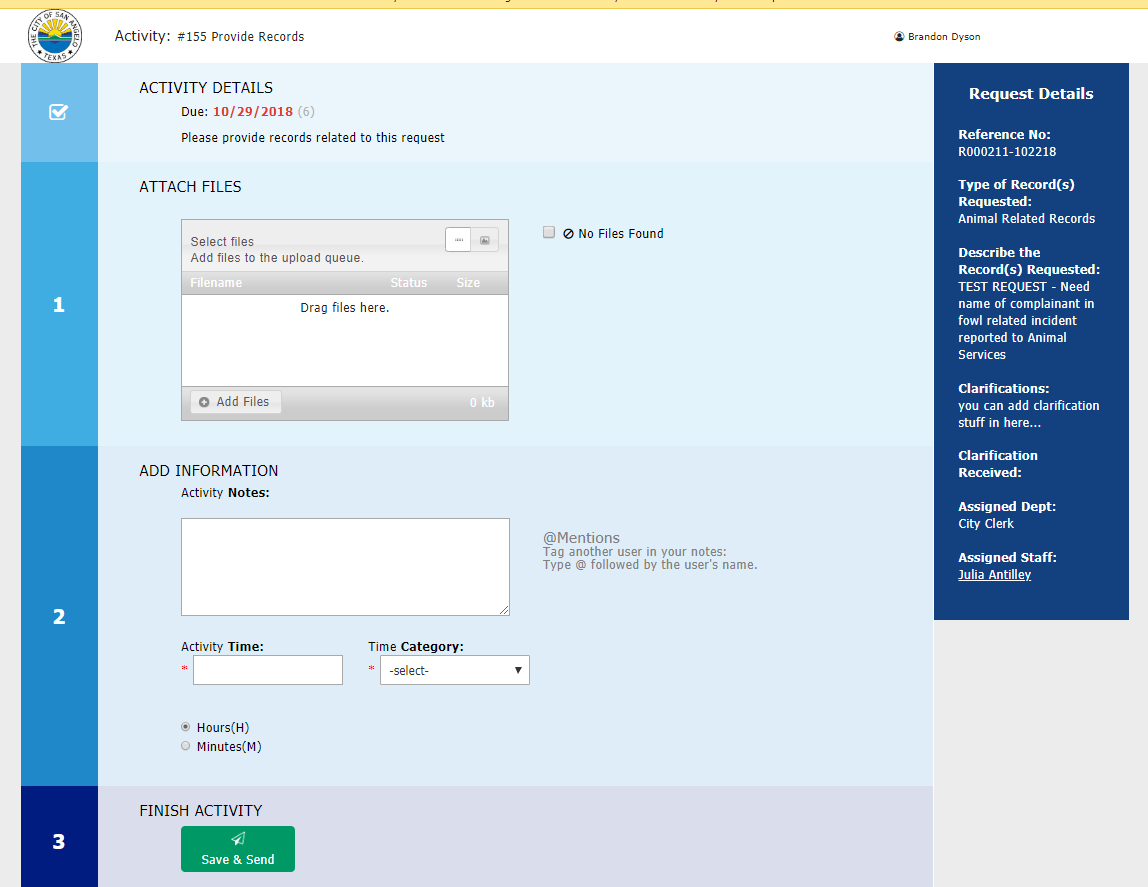 THE CITY OF SAN ANGELO
TEXAS
Activity: #155 Provide Records
Brandon Dyson
ACTIVITY DETAILS
Due: 10/29/2018 (6)
Please provide records related to this request
1
ATTACH FILES
Select files
Add files to the upload queue.
Filename Status Size
Drag files here.
Add Files 0 kb
No Files Found
2
ADD INFORMATION
Activity Notes:
@Mentions
Tag another user in your notes:
Type @ followed by the user's name.
Activity Time: Time Category:
* * -select-
Hours(H)
Minutes(M)
3
FINISH ACTIVITY
Save & Send
Request Details
Reference No:
R000211-102218
Type of Record(s)
Requested:
Animal Related Records
Describe the
Record(s) Requested:
TEST REQUEST - Need
name of complainant in
fowl related incident
reported to Animal
Services
Clarifications:
you can add clarification
stuff in here...
Clarification
Received:
Assigned Dept:
City Clerk
Assigned Staff:
Julia Antilley